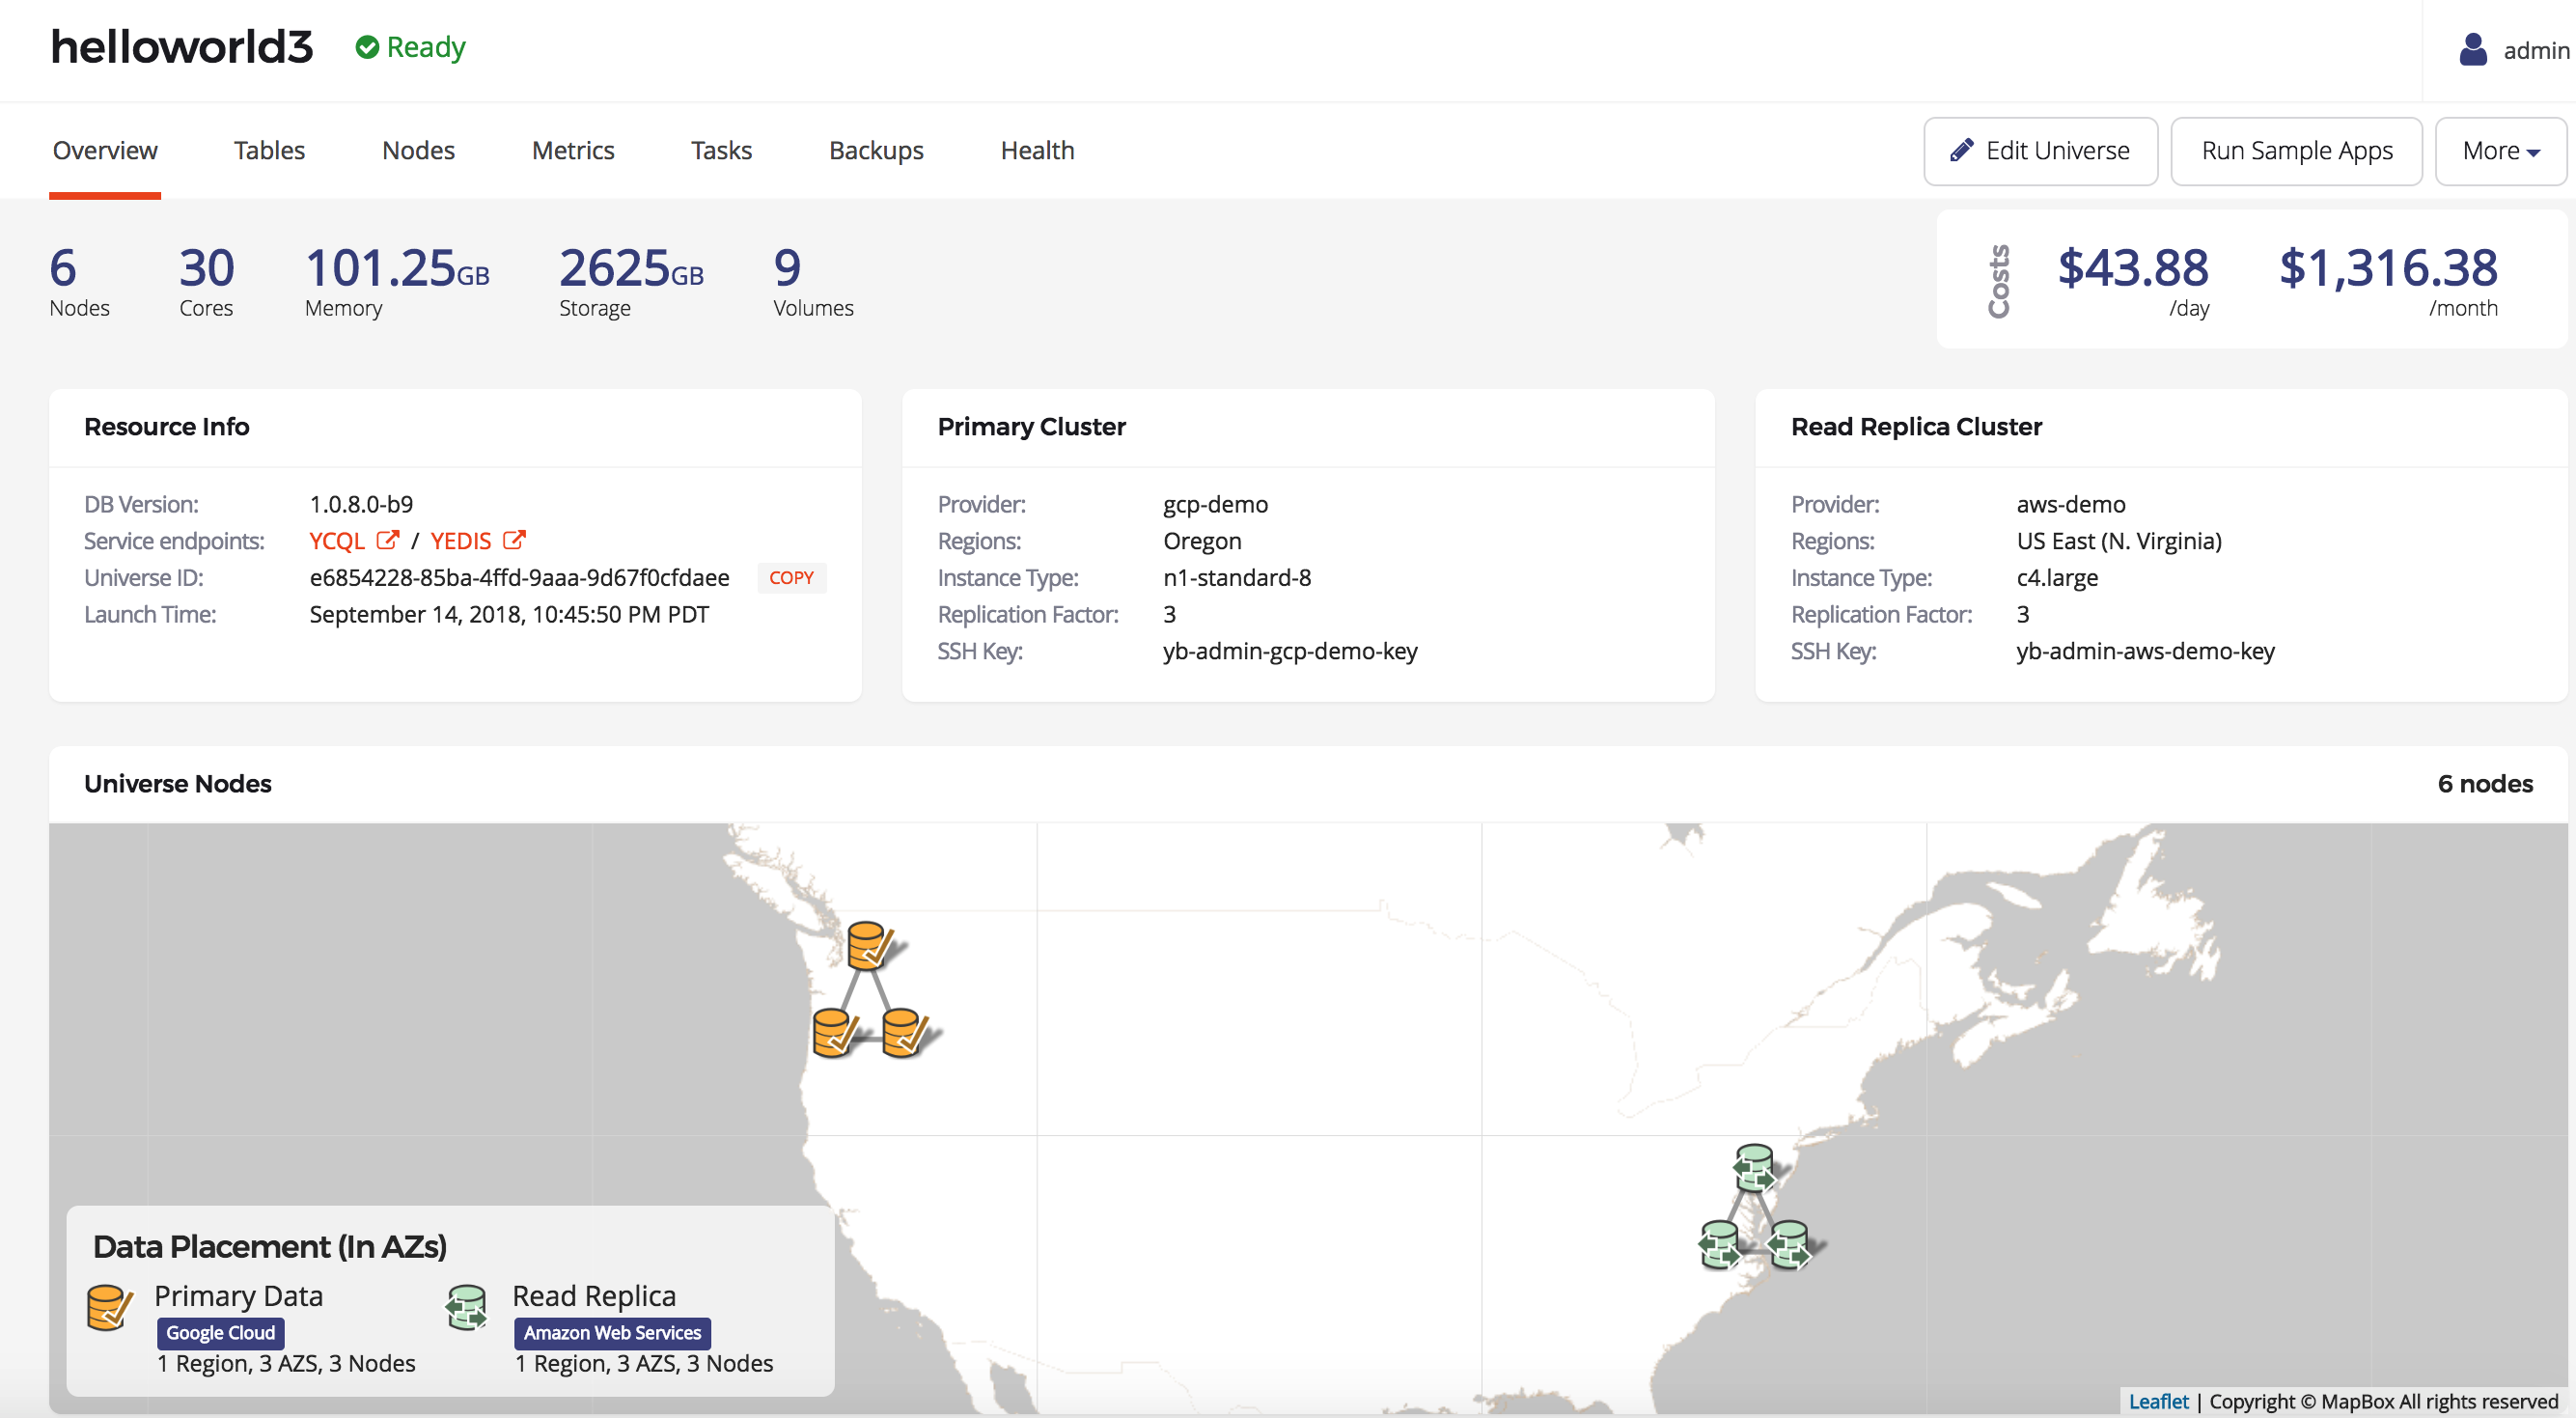 helloworld3 Ready
admin
Overview Tables Nodes Metrics Tasks Backups Health Edit Universe Run Sample Apps More
6 30 101.25GB 2625GB 9
Nodes Cores Memory Storage Volumes
Costs $43.88 $1,316.38
/day /month
Resource Info
DB Version: 1.0.8.0-b9
Service endpoints: YCQL / YEDIS
Universe ID: e6854228-85ba-4ffd-9aaa-9d67f0cfdaee COPY
Launch Time: September 14, 2018, 10:45:50 PM PDT
Primary Cluster
Provider: gcp-demo
Regions: Oregon
Instance Type: n1-standard-8
Replication Factor: 3
SSH Key: yb-admin-gcp-demo-key
Read Replica Cluster
Provider: aws-demo
Regions: US East (N. Virginia)
Instance Type: c4.large
Replication Factor: 3
SSH Key: yb-admin-aws-demo-key
Universe Nodes 6 nodes
Data Placement (In AZs)
Primary Data
Google Cloud
1 Region, 3 AZS, 3 Nodes
Read Replica
Amazon Web Services
1 Region, 3 AZS, 3 Nodes
Leaflet | Copyright © MapBox All rights reserved